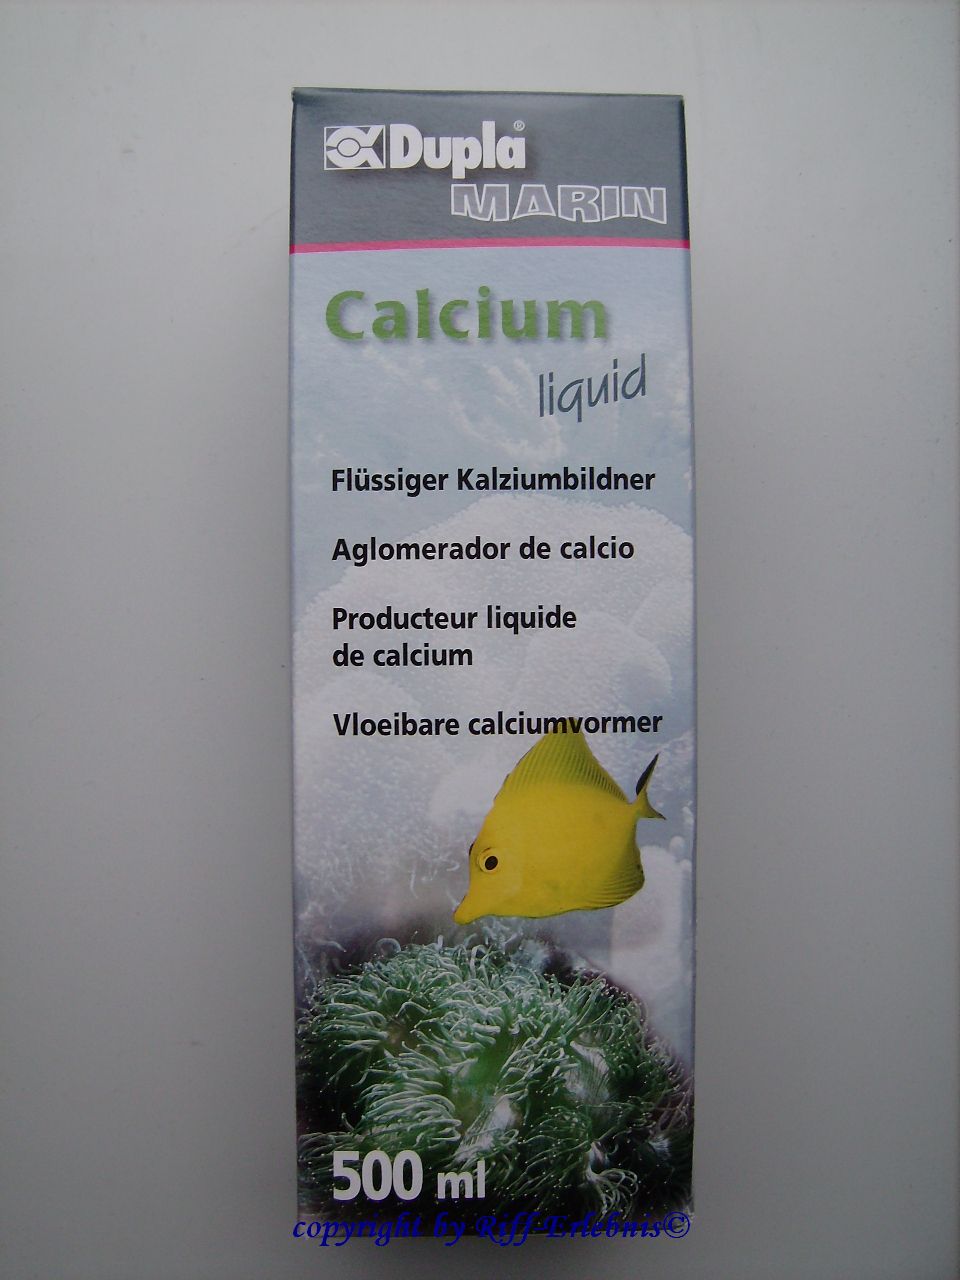 Dupla®
MARIN
Calcium
liquid
Flüssiger Kalziumbildner
Aglomerador de calcio
Producteur liquide
de calcium
Vloeibare calciumvormer
500 ml
copyright by Riff-Erlebnis©